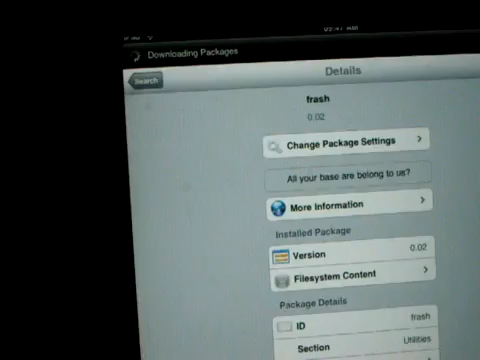 Downloading Packages
Details
Search
frash
0.02
Change Package Settings
All your base are belong to us?
More Information
Installed Package
Version 0.02
Filesystem Content
Package Details
ID frash
Section Utilities